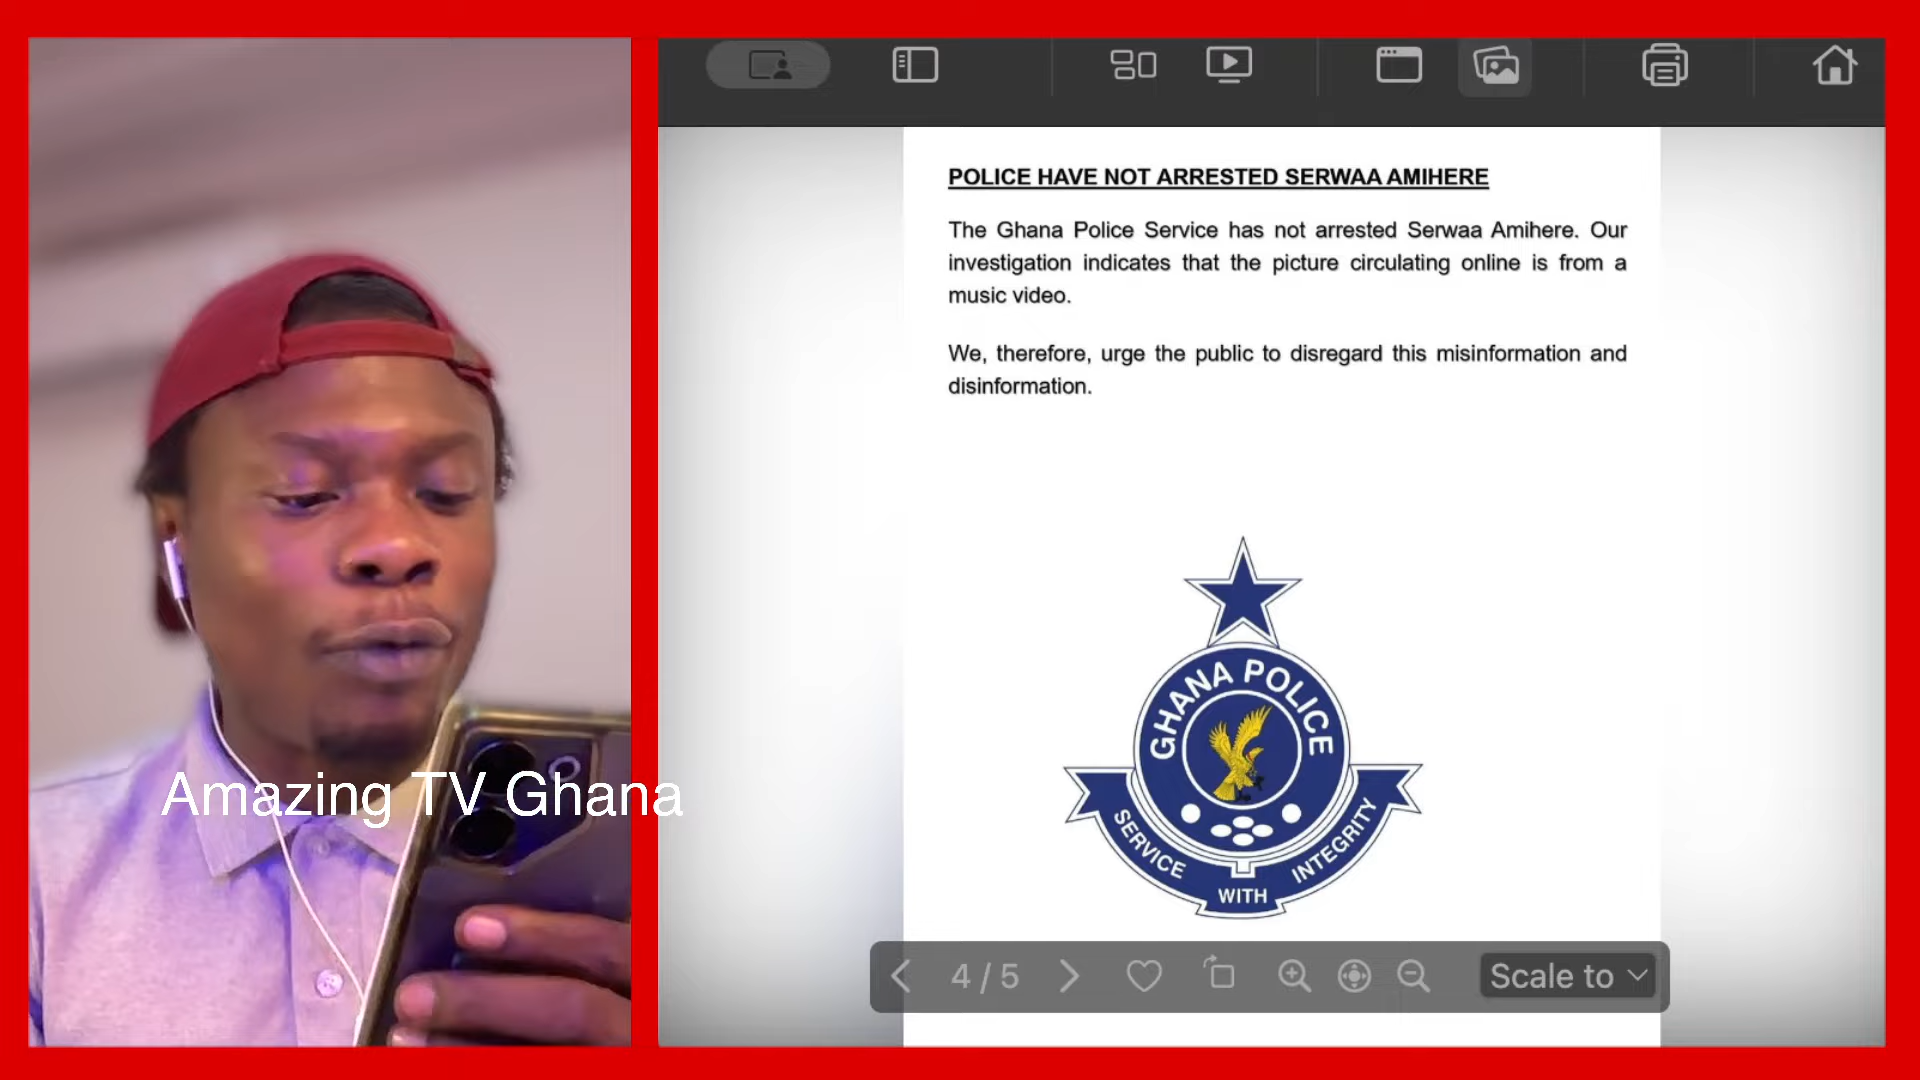 POLICE HAVE NOT ARRESTED SERWAA AMIHERE
The Ghana Police Service has not arrested Serwaa Amihere. Our
investigation indicates that the picture circulating online is from a
music video.
We, therefore, urge the public to disregard this misinformation and
disinformation.
GHANA POLICE
SERVICE WITH INTEGRITY
Amazing TV Ghana
4 / 5
Scale to